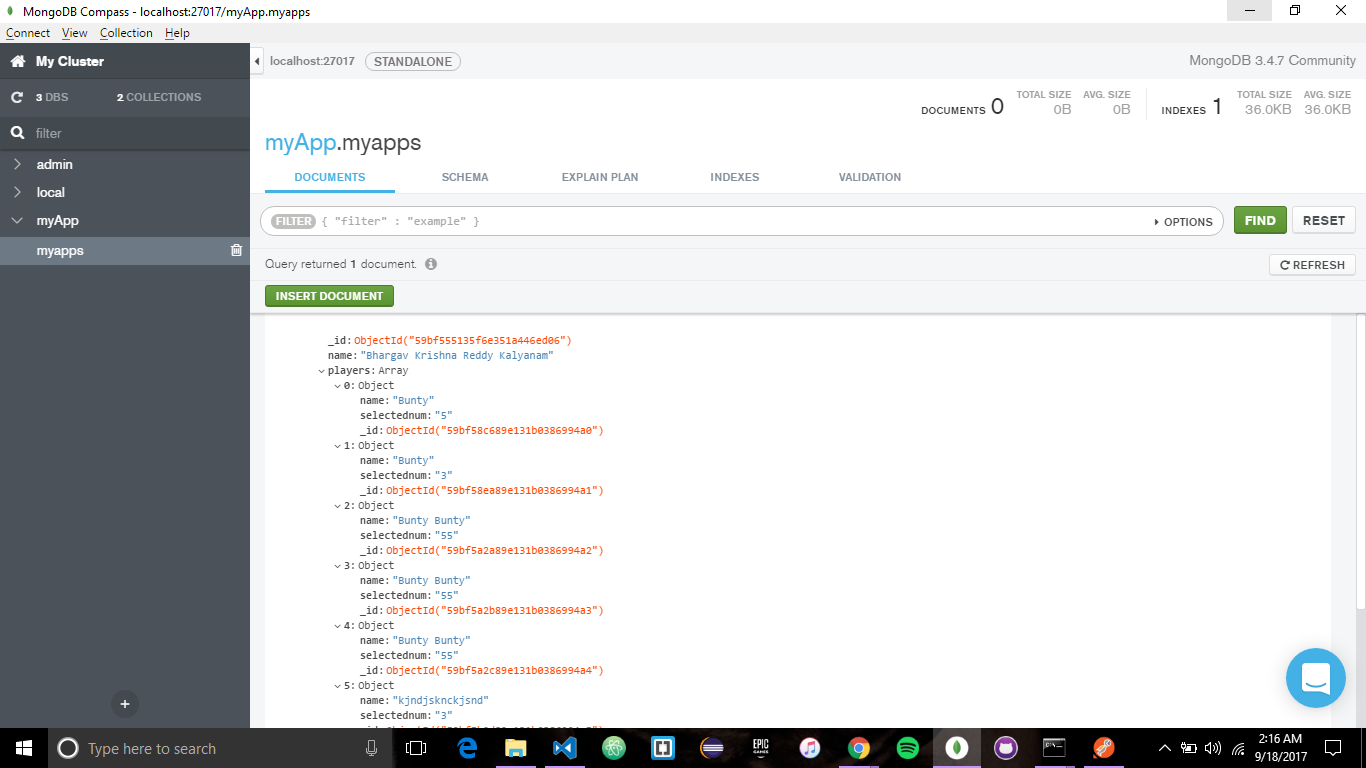 MongoDB Compass - localhost:27017/myApp.myapps
Connect View Collection Help
My Cluster
3 DBS 2 COLLECTIONS
filter
admin
local
myApp
myapps
localhost:27017 STANDALONE MongoDB 3.4.7 Community
DOCUMENTS 0 TOTAL SIZE 0B AVG. SIZE 0B INDEXES 1 TOTAL SIZE 36.0KB AVG. SIZE 36.0KB
myApp.myapps
DOCUMENTS SCHEMA EXPLAIN PLAN INDEXES VALIDATION
FILTER { "filter" : "example" } OPTIONS FIND RESET
Query returned 1 document. REFRESH
INSERT DOCUMENT
_id: ObjectId("59bf555135f6e351a446ed06")
name: "Bhargav Krishna Reddy Kalyanam"
players: Array
0: Object
name: "Bunty"
selectednum: "5"
_id: ObjectId("59bf58c689e131b0386994a0")
1: Object
name: "Bunty"
selectednum: "3"
_id: ObjectId("59bf58ea89e131b0386994a1")
2: Object
name: "Bunty Bunty"
selectednum: "55"
_id: ObjectId("59bf5a2a89e131b0386994a2")
3: Object
name: "Bunty Bunty"
selectednum: "55"
_id: ObjectId("59bf5a2b89e131b0386994a3")
4: Object
name: "Bunty Bunty"
selectednum: "55"
_id: ObjectId("59bf5a2c89e131b0386994a4")
5: Object
name: "kjndjsknckjsnd"
selectednum: "3"
Type here to search
EPIC GAMES
2:16 AM
9/18/2017